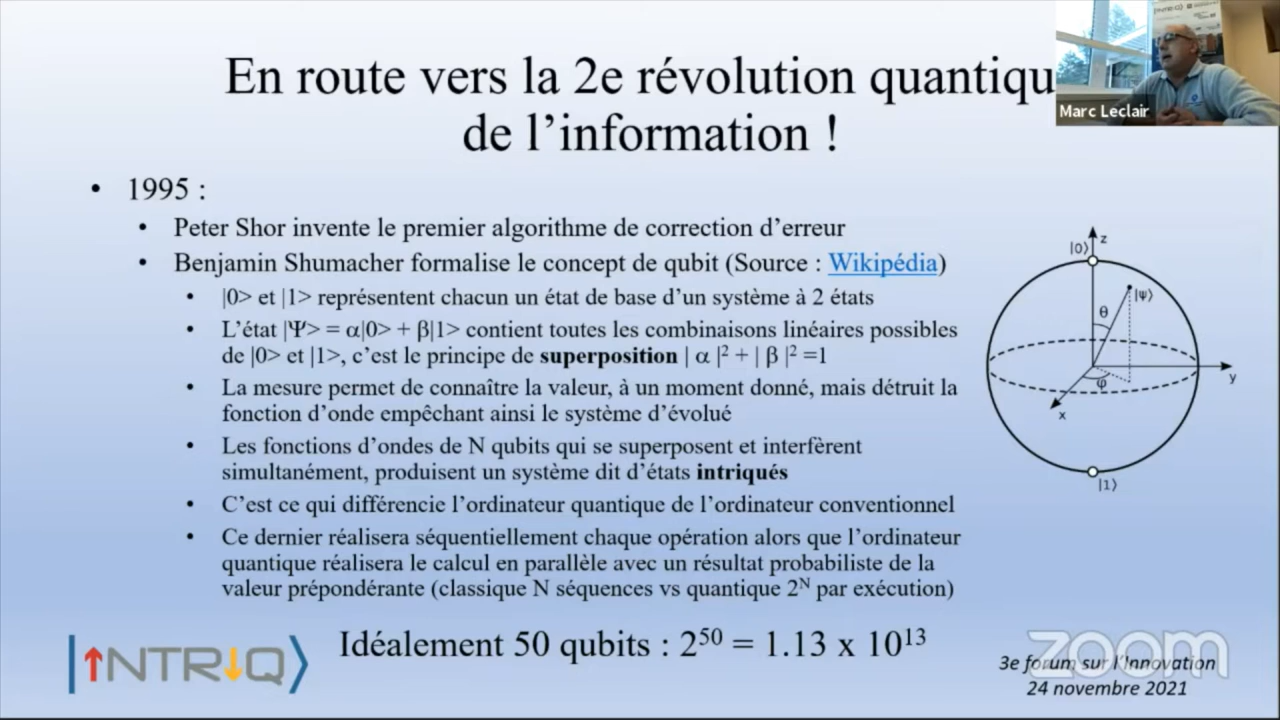 En route vers la 2e révolution quantiqu
de l’information !
Marc Leclair
• 1995 :
• Peter Shor invente le premier algorithme de correction d’erreur
• Benjamin Shumacher formalise le concept de qubit (Source : Wikipédia)
• |0> et |1> représentent chacun un état de base d’un système à 2 états
• L’état |Ψ> = α|0> + β|1> contient toutes les combinaisons linéaires possibles
de |0> et |1>, c’est le principe de superposition | α |² + | β |² =1
• La mesure permet de connaître la valeur, à un moment donné, mais détruit la
fonction d’onde empêchant ainsi le système d’évolué
• Les fonctions d’ondes de N qubits qui se superposent et interfèrent
simultanément, produisent un système dit d’états intriqués
• C’est ce qui différencie l’ordinateur quantique de l’ordinateur conventionnel
• Ce dernier réalisera séquentiellement chaque opération alors que l’ordinateur
quantique réalisera le calcul en parallèle avec un résultat probabiliste de la
valeur prépondérante (classique N séquences vs quantique 2ᴺ par exécution)
|0⟩
z
|Ψ⟩
θ
φ
y
x
|1⟩
INTRIQ
Idéalement 50 qubits : 2⁵⁰ = 1.13 x 10¹³
zoom
3e forum sur l’Innovation
24 novembre 2021